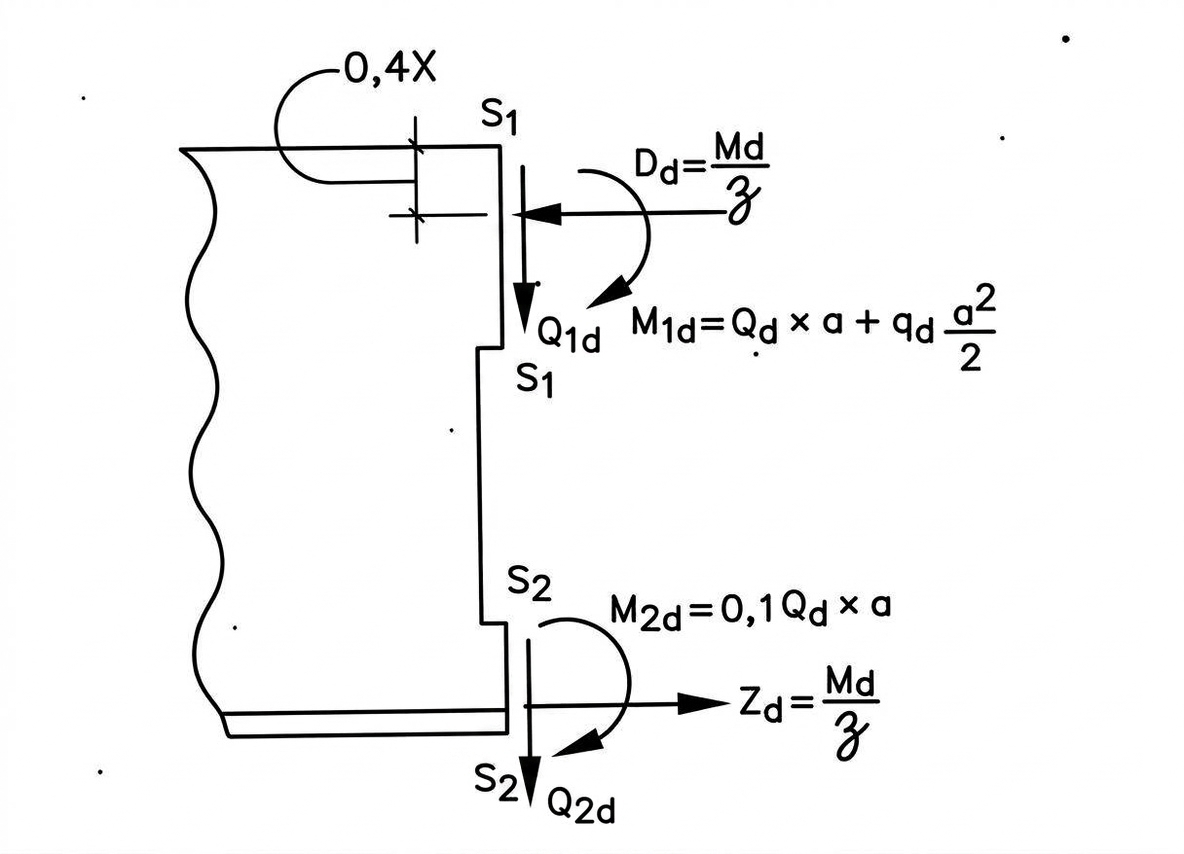 0,4X
S1
Dd=Md/z
Q1d
M1d=Qd × a + qd a²/2
S1
S2
M2d=0,1Qd × a
Zd=Md/z
S2
Q2d